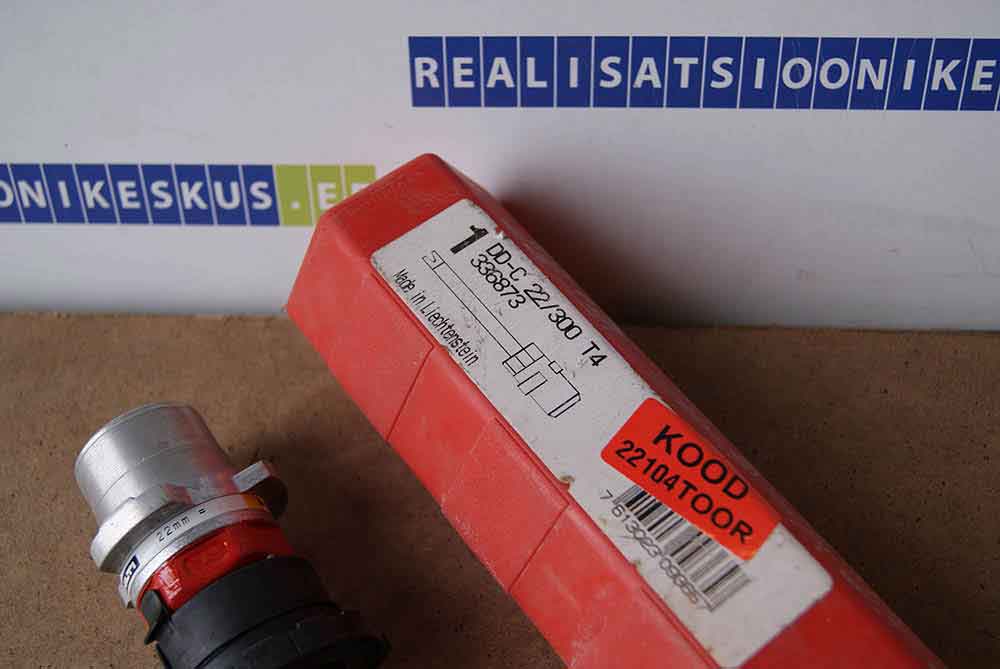 REALISATSIOONIKE
ONIKESKUS.EE
1 DD-C 22/300 T4
336873
Made in Liechtenstein
KOOD
22104TOOR
22mm =